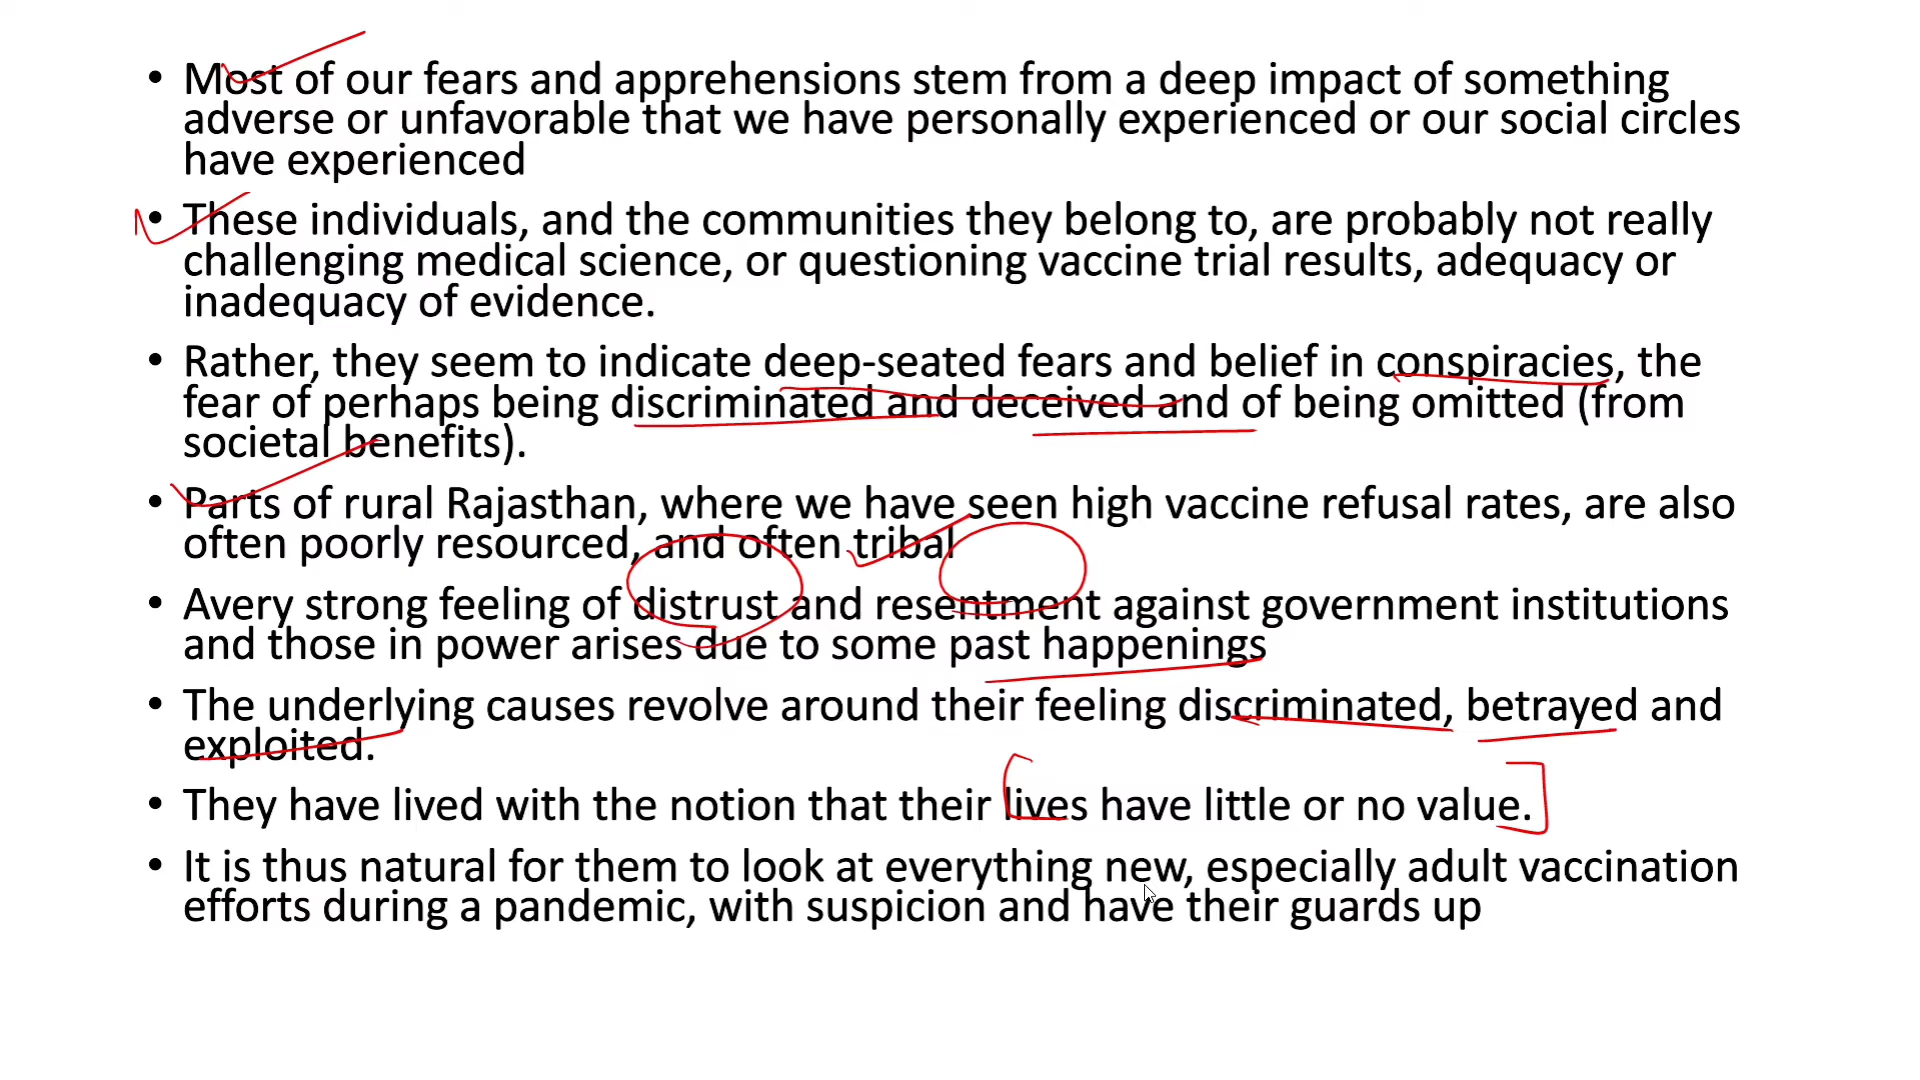 • Most of our fears and apprehensions stem from a deep impact of something
adverse or unfavorable that we have personally experienced or our social circles
have experienced
• These individuals, and the communities they belong to, are probably not really
challenging medical science, or questioning vaccine trial results, adequacy or
inadequacy of evidence.
• Rather, they seem to indicate deep-seated fears and belief in conspiracies, the
fear of perhaps being discriminated and deceived and of being omitted (from
societal benefits).
• Parts of rural Rajasthan, where we have seen high vaccine refusal rates, are also
often poorly resourced, and often tribal
• Avery strong feeling of distrust and resentment against government institutions
and those in power arises due to some past happenings
• The underlying causes revolve around their feeling discriminated, betrayed and
exploited.
• They have lived with the notion that their lives have little or no value.
• It is thus natural for them to look at everything new, especially adult vaccination
efforts during a pandemic, with suspicion and have their guards up